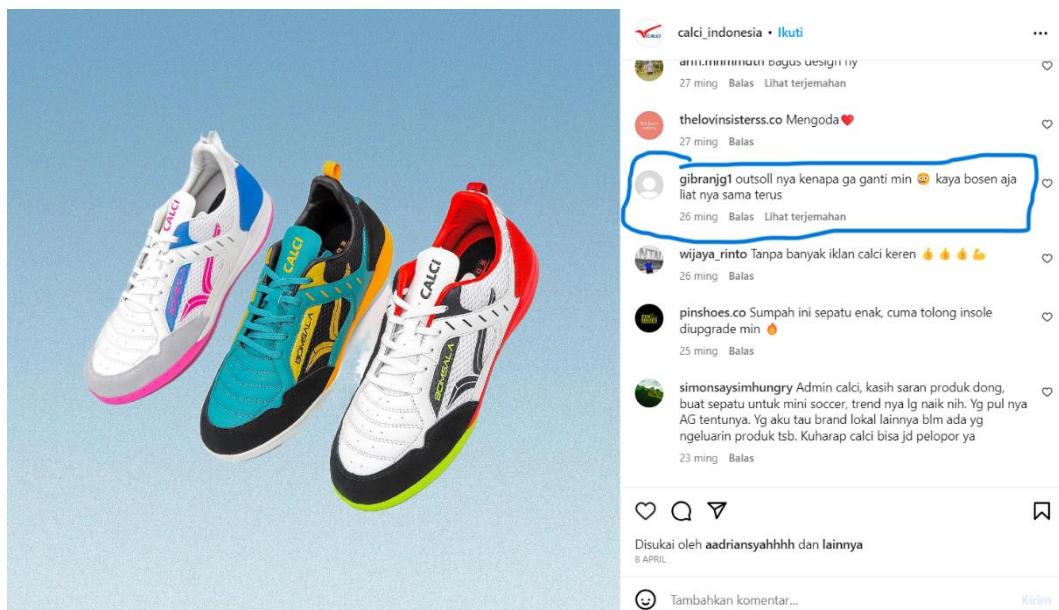 calci_indonesia • Ikuti
CALCI
27 ming Balas Lihat terjemahan
thelovinsisterss.co Mengoda❤️
27 ming Balas
gibranjg1 outsoll nya kenapa ga ganti min 😳 kaya bosen aja
liat nya sama terus
26 ming Balas Lihat terjemahan
wijaya_rinto Tanpa banyak iklan calci keren 👍👍👍💪
26 ming Balas
pinshoes.co Sumpah ini sepatu enak, cuma tolong insole
diupgrade min 🔥
25 ming Balas
simonsaysimhungry Admin calci, kasih saran produk dong,
buat sepatu untuk mini soccer, trend nya lg naik nih. Yg pul nya
AG tentunya. Yg aku tau brand lokal lainnya blm ada yg
ngeluarin produk tsb. Kuharap calci bisa jd pelopor ya
23 ming Balas
Disukai oleh aadriansyahhhh dan lainnya
8 APRIL
Tambahkan komentar...
Kirim
CALCI
CALCI
BOMSALA
CALCI
BOMSALA